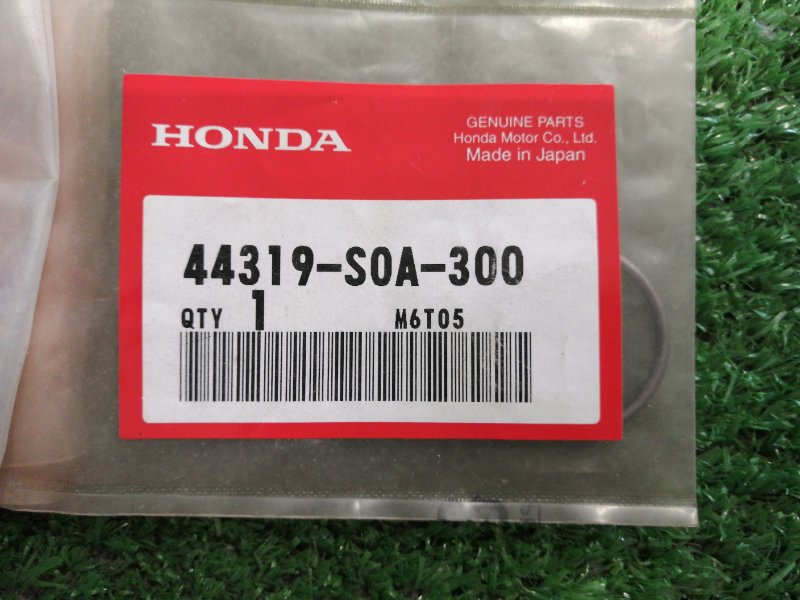 HONDA
GENUINE PARTS
Honda Motor Co., Ltd.
Made in Japan
44319-S0A-300
QTY 1 M6T05